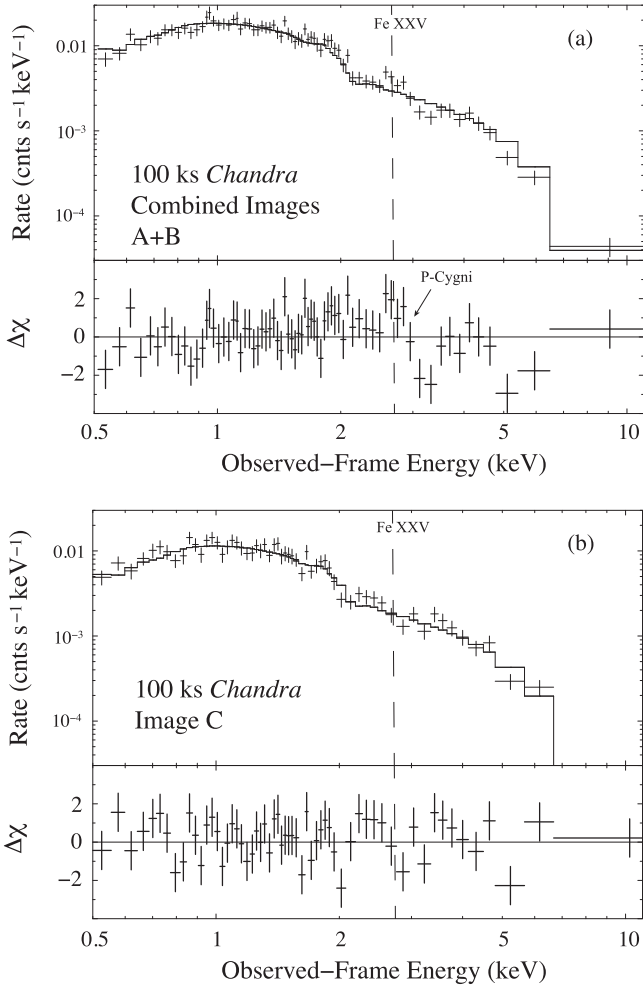 Fe XXV
(a)
0.01
10⁻³
10⁻⁴
Rate (cnts s⁻¹ keV⁻¹)
100 ks Chandra
Combined Images
A+B
P-Cygni
Δχ
2
0
−2
0.5 1 2 5 10
Observed−Frame Energy (keV)
Fe XXV
(b)
0.01
10⁻³
10⁻⁴
Rate (cnts s⁻¹ keV⁻¹)
100 ks Chandra
Image C
Δχ
2
0
−2
0.5 1 2 5 10
Observed−Frame Energy (keV)